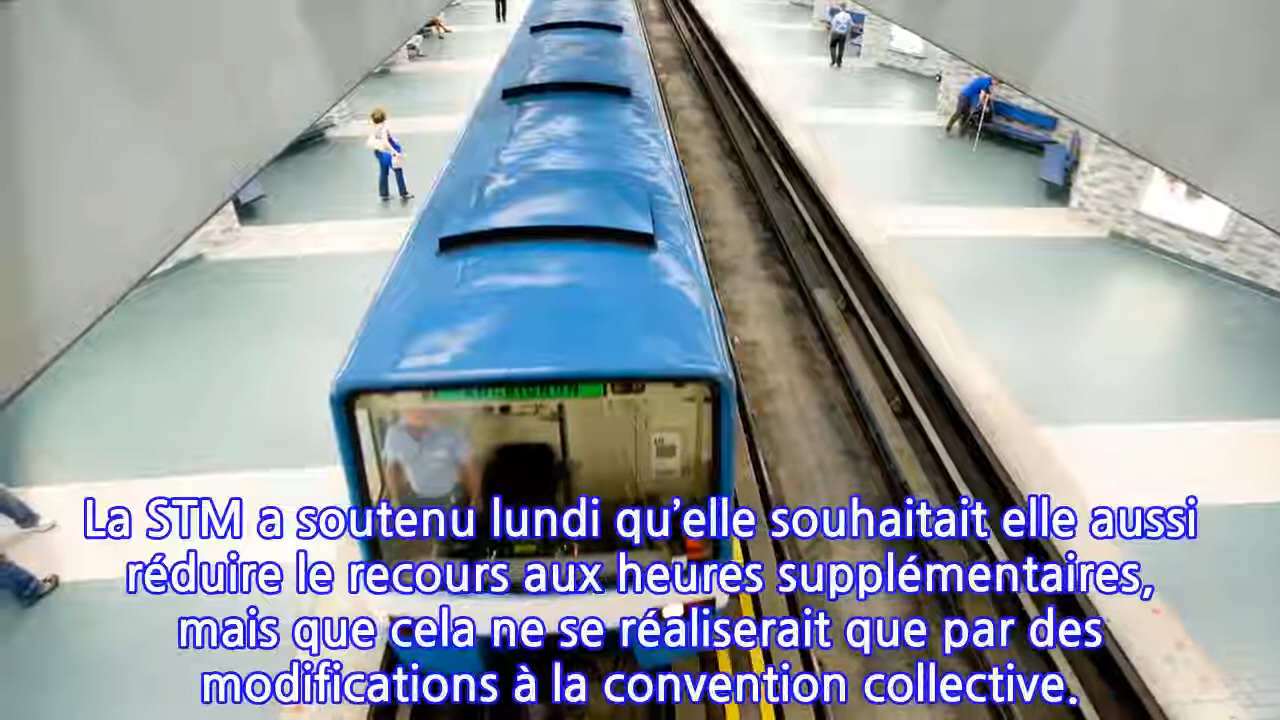 La STM a soutenu lundi qu’elle souhaitait elle aussi
réduire le recours aux heures supplémentaires,
mais que cela ne se réaliserait que par des
modifications à la convention collective.